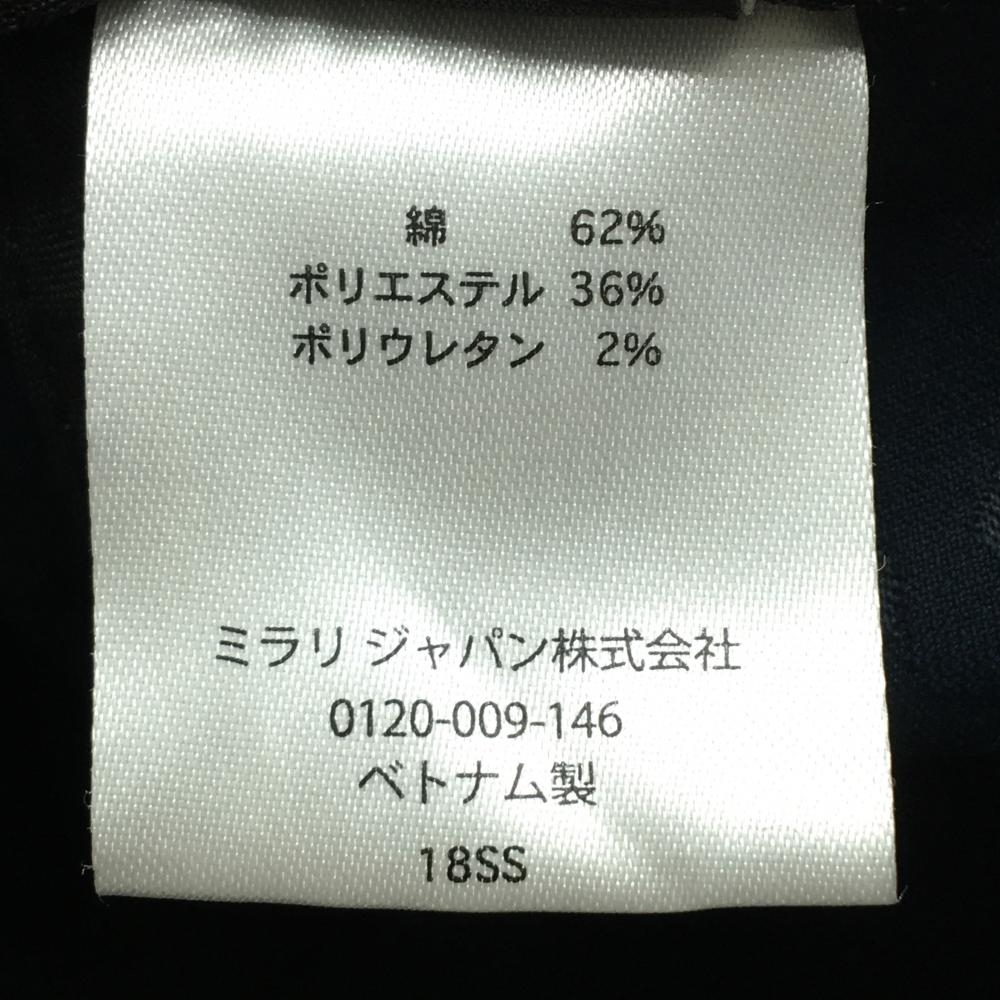 綿 62%
ポリエステル 36%
ポリウレタン 2%
ミラリ ジャパン株式会社
0120-009-146
ベトナム製
18SS